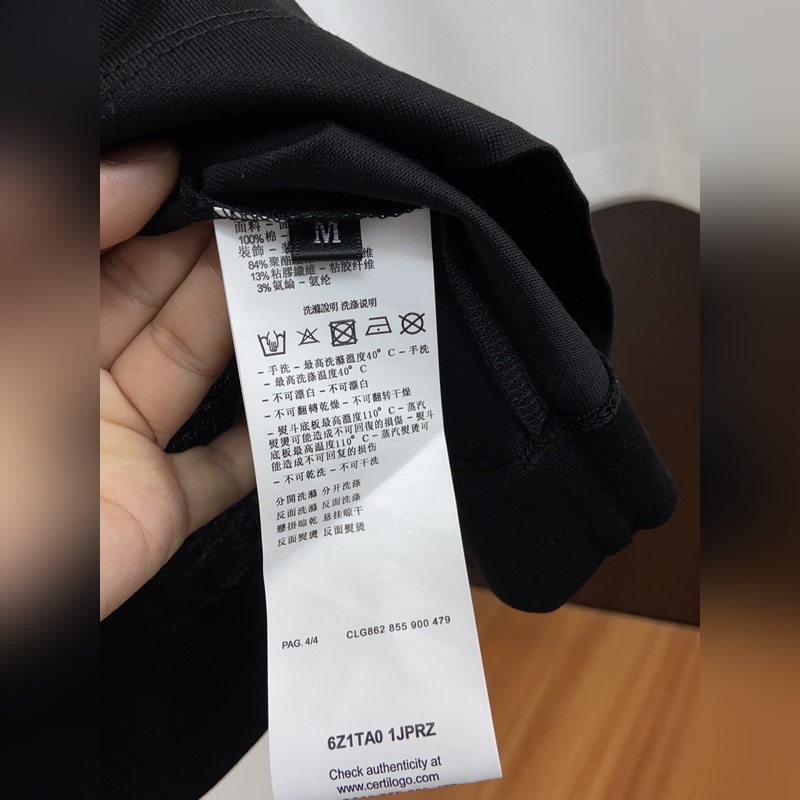 面料 –
M
100% 棉 –
装飾 –
84% 聚酯 纤维
13% 粘膠纖維 – 粘胶纤维
3% 氨綸 – 氨纶
洗滌說明 洗涤说明
– 手洗 – 最高洗滌溫度40° C – 手洗
– 最高洗涤温度40° C
– 不可漂白 – 不可漂白
– 不可翻轉乾燥 – 不可翻转干燥
– 熨斗底板最高溫度110° C – 蒸汽
熨燙可能造成不可回復的損傷 – 熨斗
底板最高温度110° C – 蒸汽熨烫可
能造成不可回复的损伤
– 不可乾洗 – 不可干洗
分開洗滌 分开洗涤
反面洗滌 反面洗涤
懸掛晾乾 悬挂晾干
反面熨燙 反面熨烫
PAG. 4/4 CLG862 855 900 479
6Z1TA0 1JPRZ
Check authenticity at
www.certilogo.com